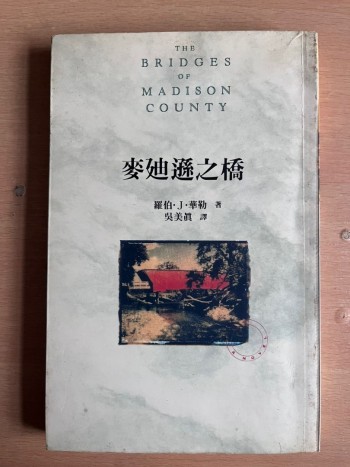 THE
BRIDGES
OF
MADISON
COUNTY
麥迪遜之橋
羅伯·J·華勒 著
吳美真 譯
A NOVEL